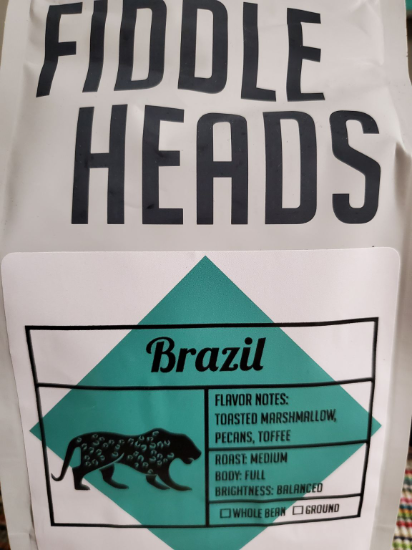 FIDDLE
HEADS
Brazil
FLAVOR NOTES:
TOASTED MARSHMALLOW,
PECANS, TOFFEE
ROAST: MEDIUM
BODY: FULL
BRIGHTNESS: BALANCED
☐ WHOLE BEAN ☐ GROUND